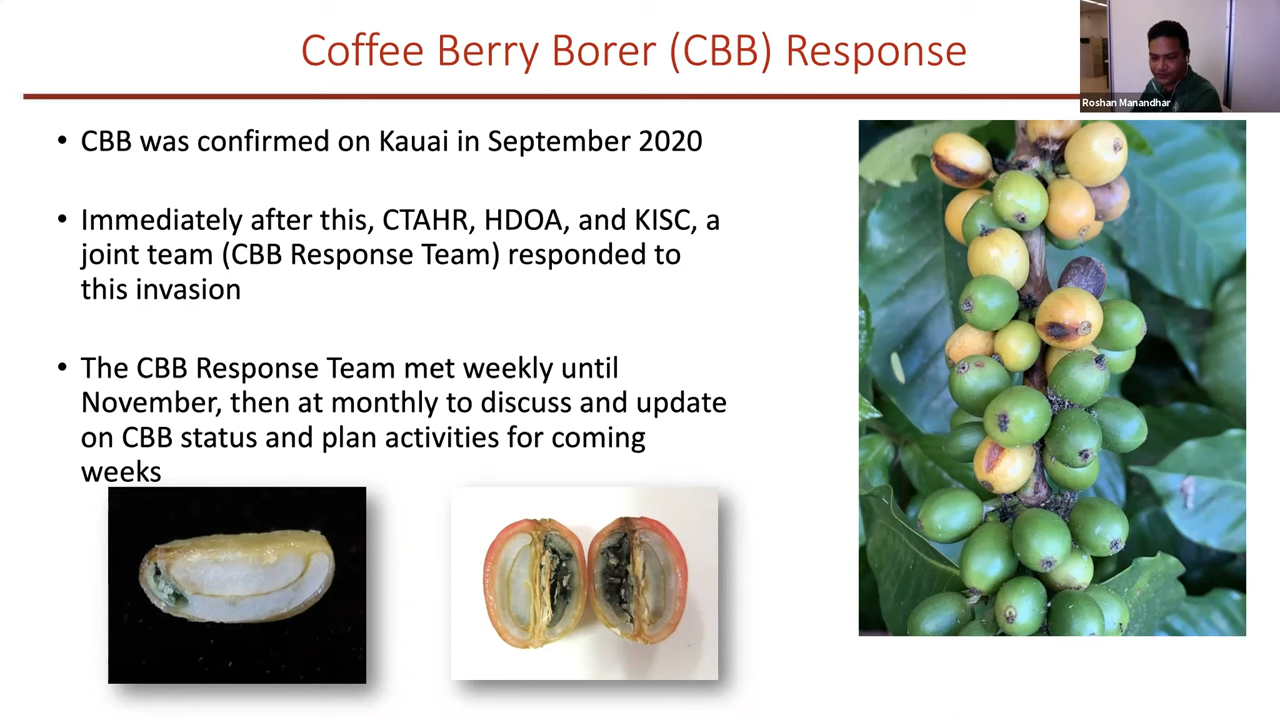 Coffee Berry Borer (CBB) Response
Roshan Manandhar
• CBB was confirmed on Kauai in September 2020
• Immediately after this, CTAHR, HDOA, and KISC, a
joint team (CBB Response Team) responded to
this invasion
• The CBB Response Team met weekly until
November, then at monthly to discuss and update
on CBB status and plan activities for coming
weeks